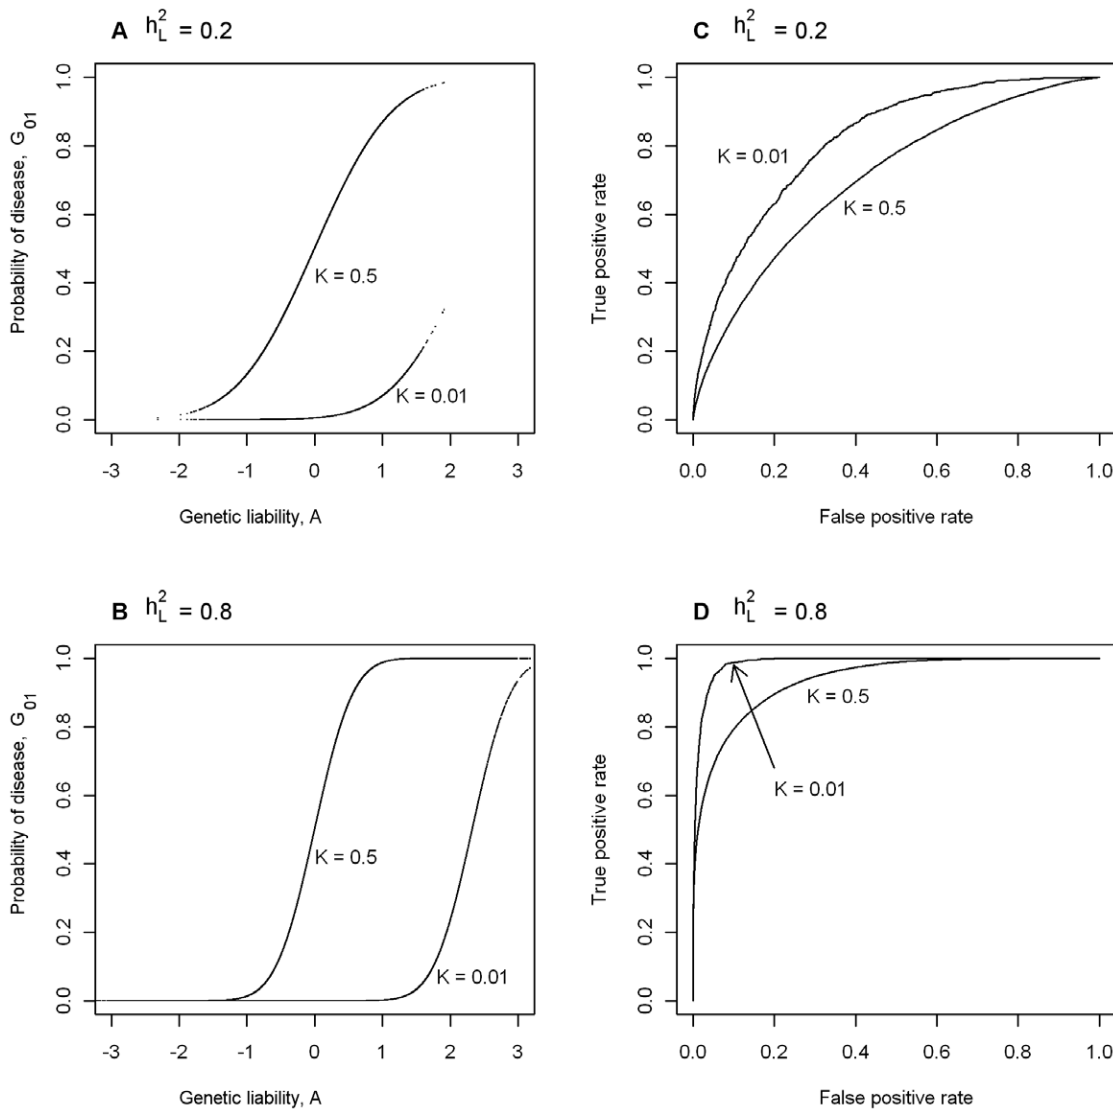 A h²L = 0.2
Probability of disease, G01
1.0
0.8
0.6
0.4
0.2
0.0
K = 0.5
K = 0.01
-3 -2 -1 0 1 2 3
Genetic liability, A
C h²L = 0.2
True positive rate
1.0
0.8
0.6
0.4
0.2
0.0
K = 0.01
K = 0.5
0.0 0.2 0.4 0.6 0.8 1.0
False positive rate
B h²L = 0.8
Probability of disease, G01
1.0
0.8
0.6
0.4
0.2
0.0
K = 0.5
K = 0.01
-3 -2 -1 0 1 2 3
Genetic liability, A
D h²L = 0.8
True positive rate
1.0
0.8
0.6
0.4
0.2
0.0
K = 0.5
K = 0.01
0.0 0.2 0.4 0.6 0.8 1.0
False positive rate